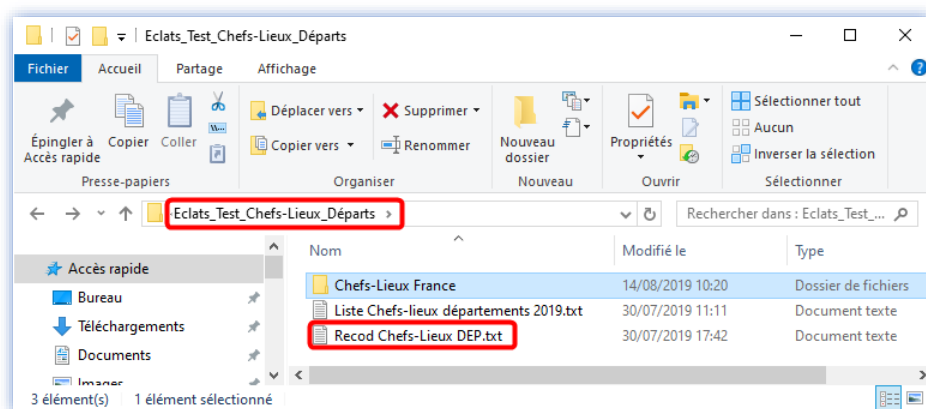 Eclats_Test_Chefs-Lieux_Départs
Fichier Accueil Partage Affichage
Épingler à Accès rapide
Copier
Coller
Déplacer vers
Copier vers
Supprimer
Renommer
Nouveau dossier
Propriétés
Sélectionner tout
Aucun
Inverser la sélection
Presse-papiers Organiser Nouveau Ouvrir Sélectionner
Eclats_Test_Chefs-Lieux_Départs > Rechercher dans : Eclats_Test_...
Nom Modifié le Type
Accès rapide
Bureau
Téléchargements
Documents
Images
Chefs-Lieux France 14/08/2019 10:20 Dossier de fichiers
Liste Chefs-lieux départements 2019.txt 30/07/2019 11:11 Document texte
Recod Chefs-Lieux DEP.txt 30/07/2019 17:42 Document texte
3 élément(s) 1 élément sélectionné